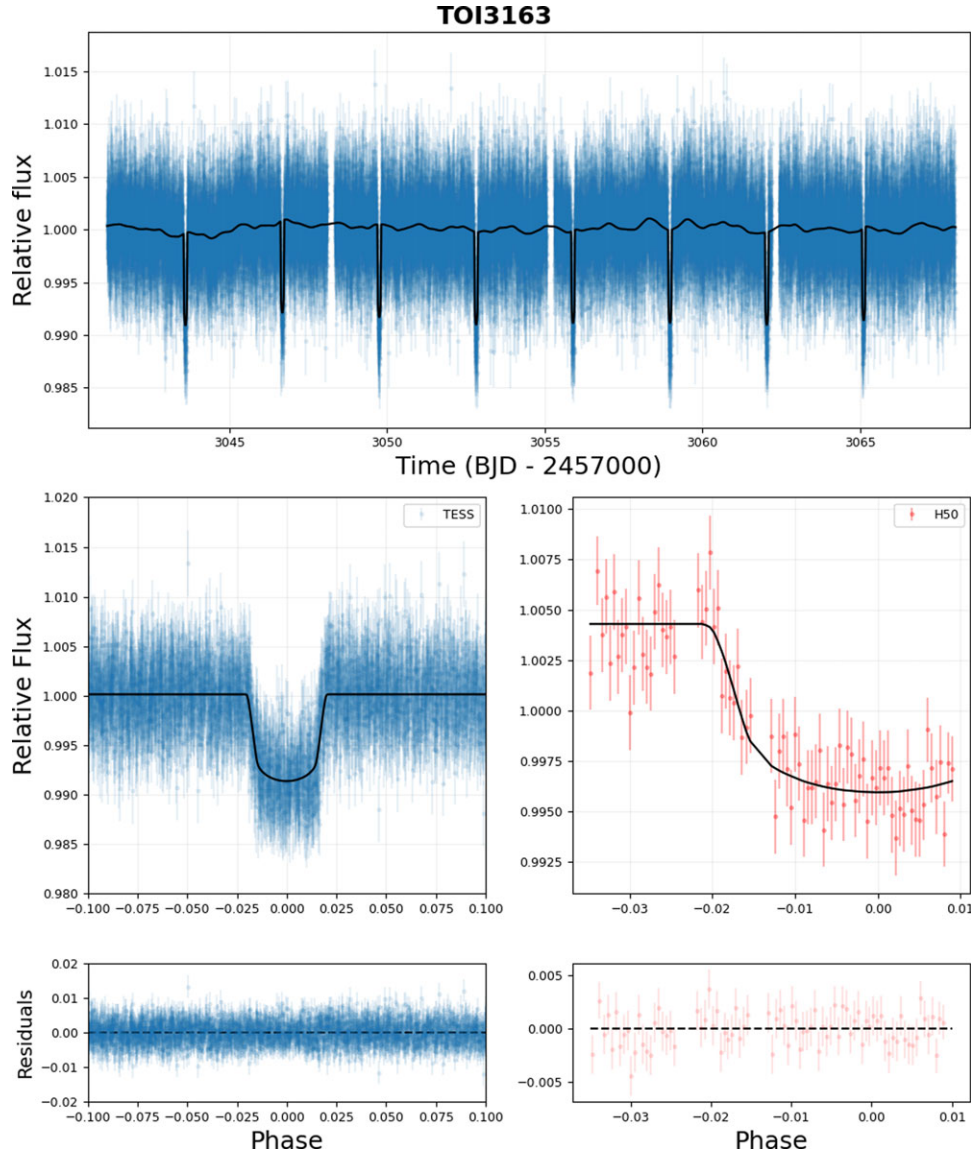 TOI3163
Relative flux
1.015
1.010
1.005
1.000
0.995
0.990
0.985
3045 3050 3055 3060 3065
Time (BJD - 2457000)
Relative Flux
1.020
1.015
1.010
1.005
1.000
0.995
0.990
0.985
0.980
TESS
−0.100 −0.075 −0.050 −0.025 0.000 0.025 0.050 0.075 0.100
1.0100
1.0075
1.0050
1.0025
1.0000
0.9975
0.9950
0.9925
H50
−0.03 −0.02 −0.01 0.00 0.01
Residuals
0.02
0.01
0.00
−0.01
−0.02
−0.100 −0.075 −0.050 −0.025 0.000 0.025 0.050 0.075 0.100
Phase
0.005
0.000
−0.005
−0.03 −0.02 −0.01 0.00 0.01
Phase